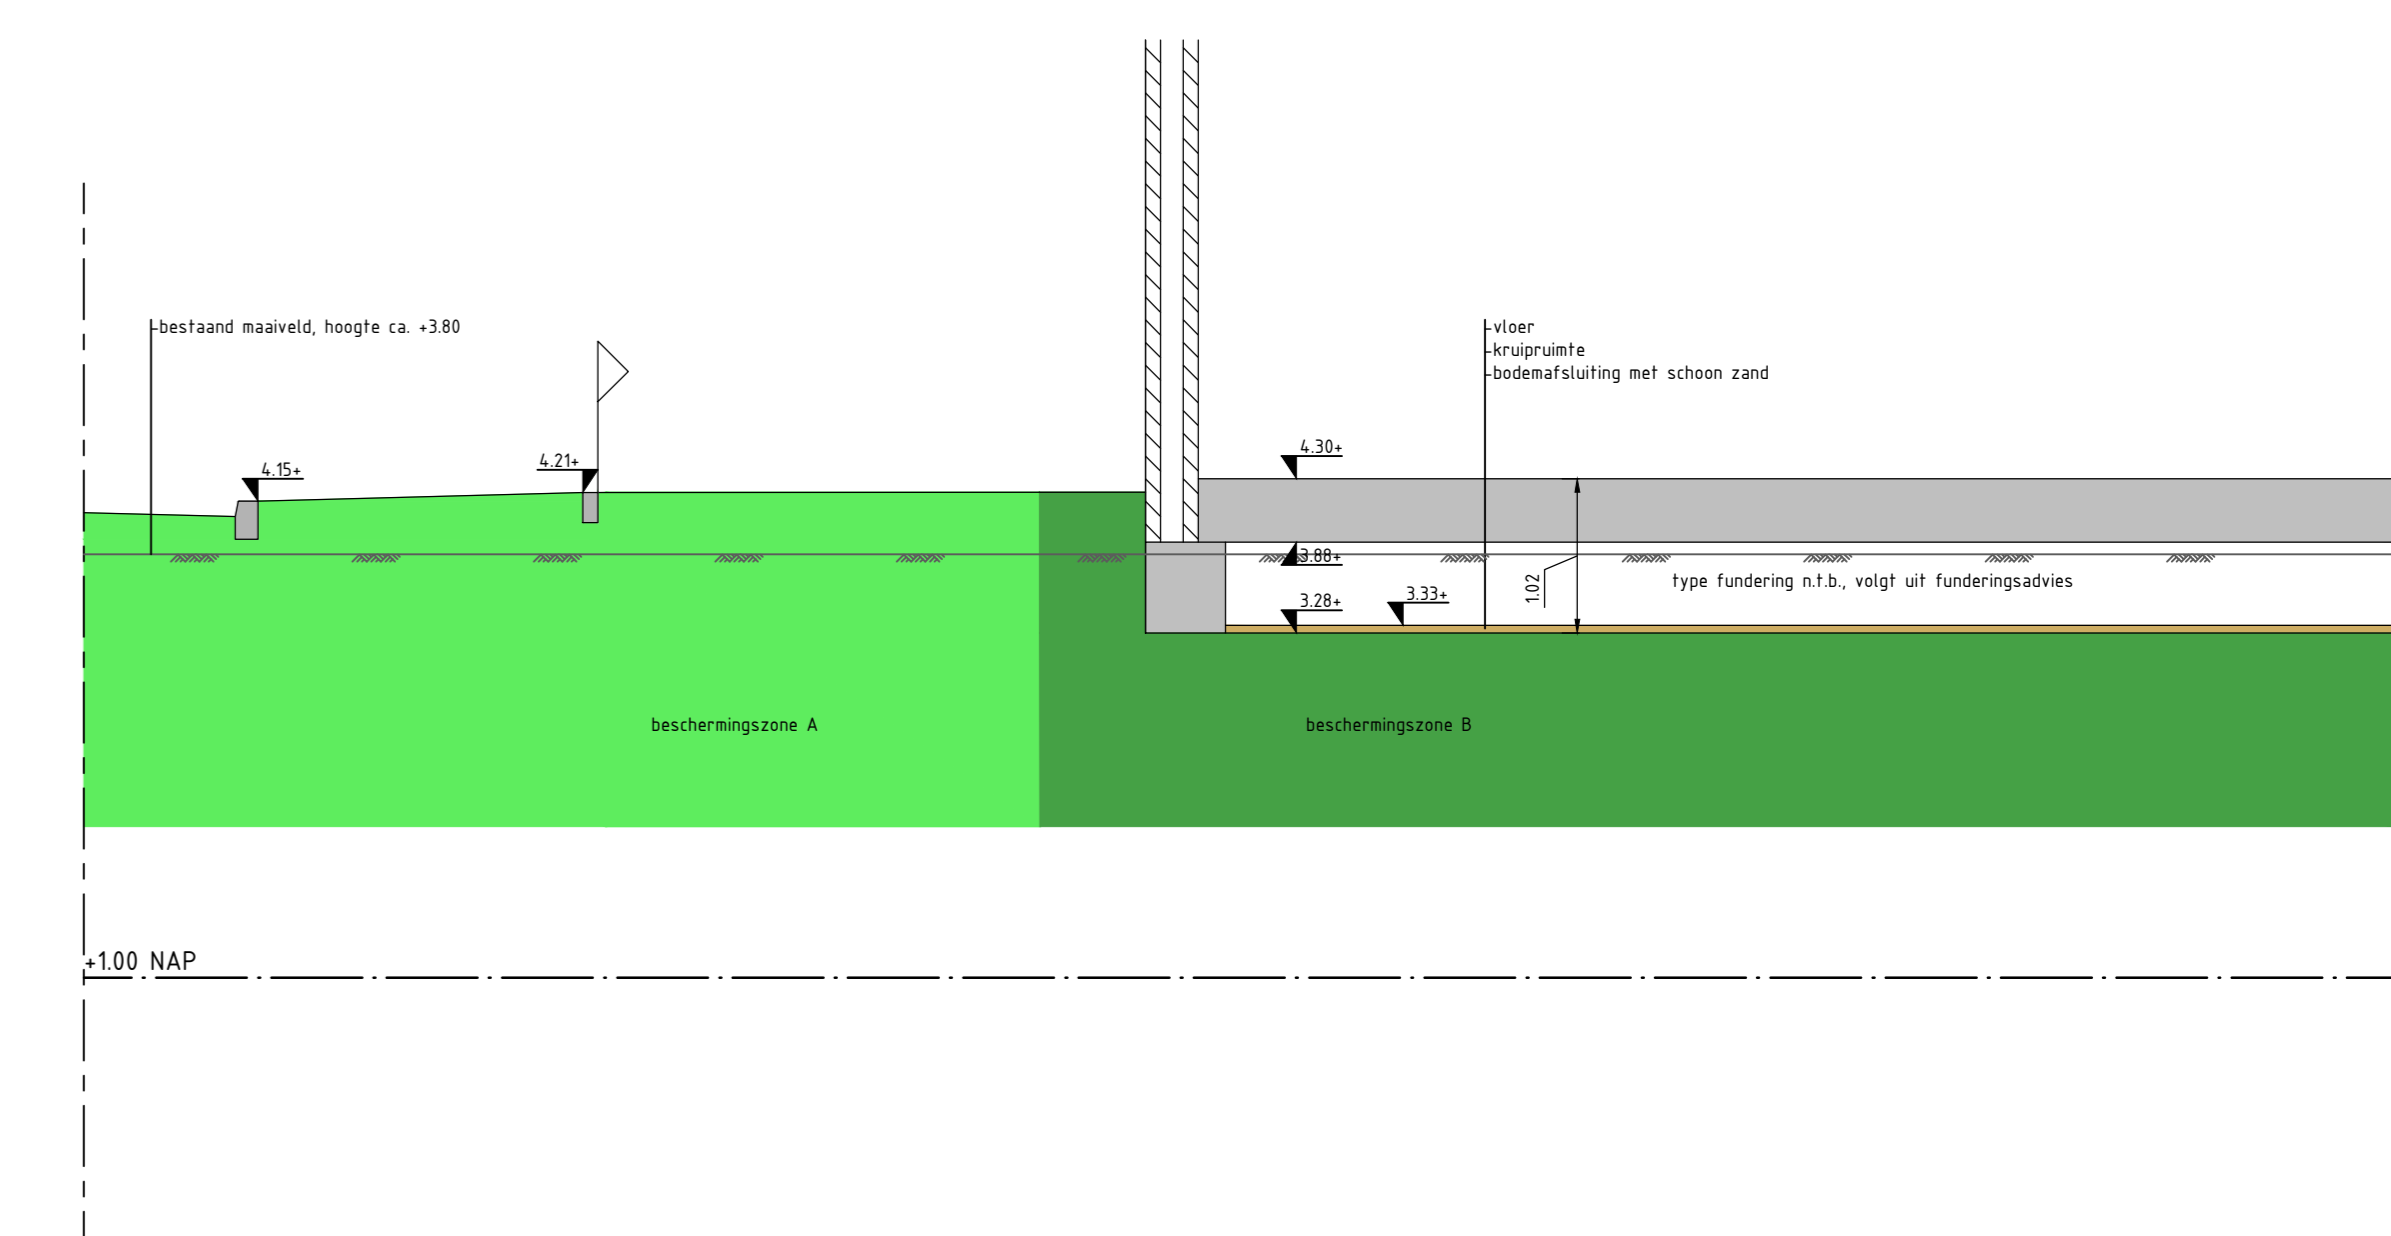 bestaand maaiveld, hoogte ca. +3.80
vloer
kruipruimte
bodemafsluiting met schoon zand
4.15+
4.21+
4.30+
3.88+
3.28+
3.33+
1.02
type fundering n.t.b., volgt uit funderingsadvies
beschermingszone A
beschermingszone B
+1.00 NAP